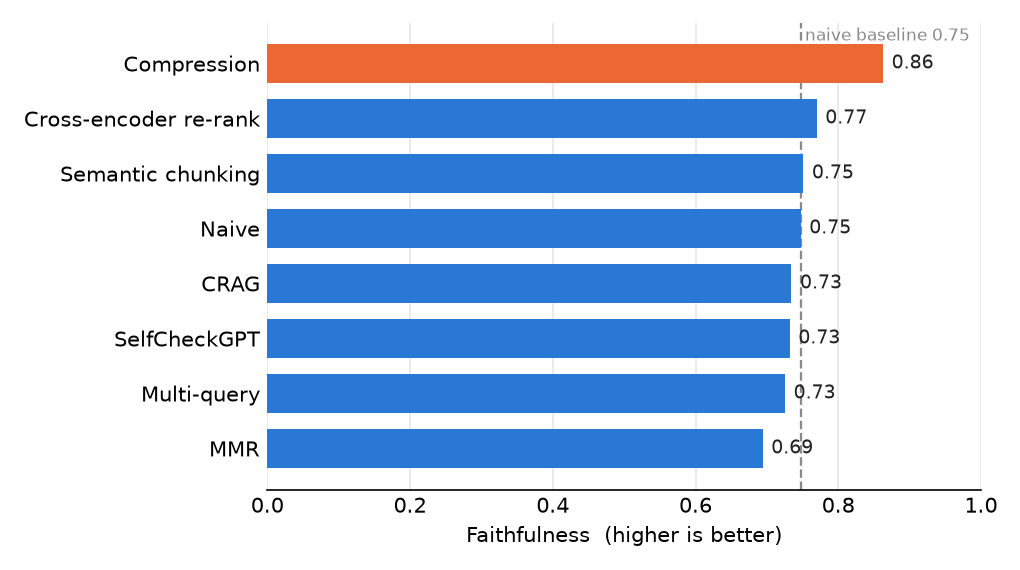 naive baseline 0.75
Compression 0.86
Cross-encoder re-rank 0.77
Semantic chunking 0.75
Naive 0.75
CRAG 0.73
SelfCheckGPT 0.73
Multi-query 0.73
MMR 0.69
0.0 0.2 0.4 0.6 0.8 1.0
Faithfulness (higher is better)